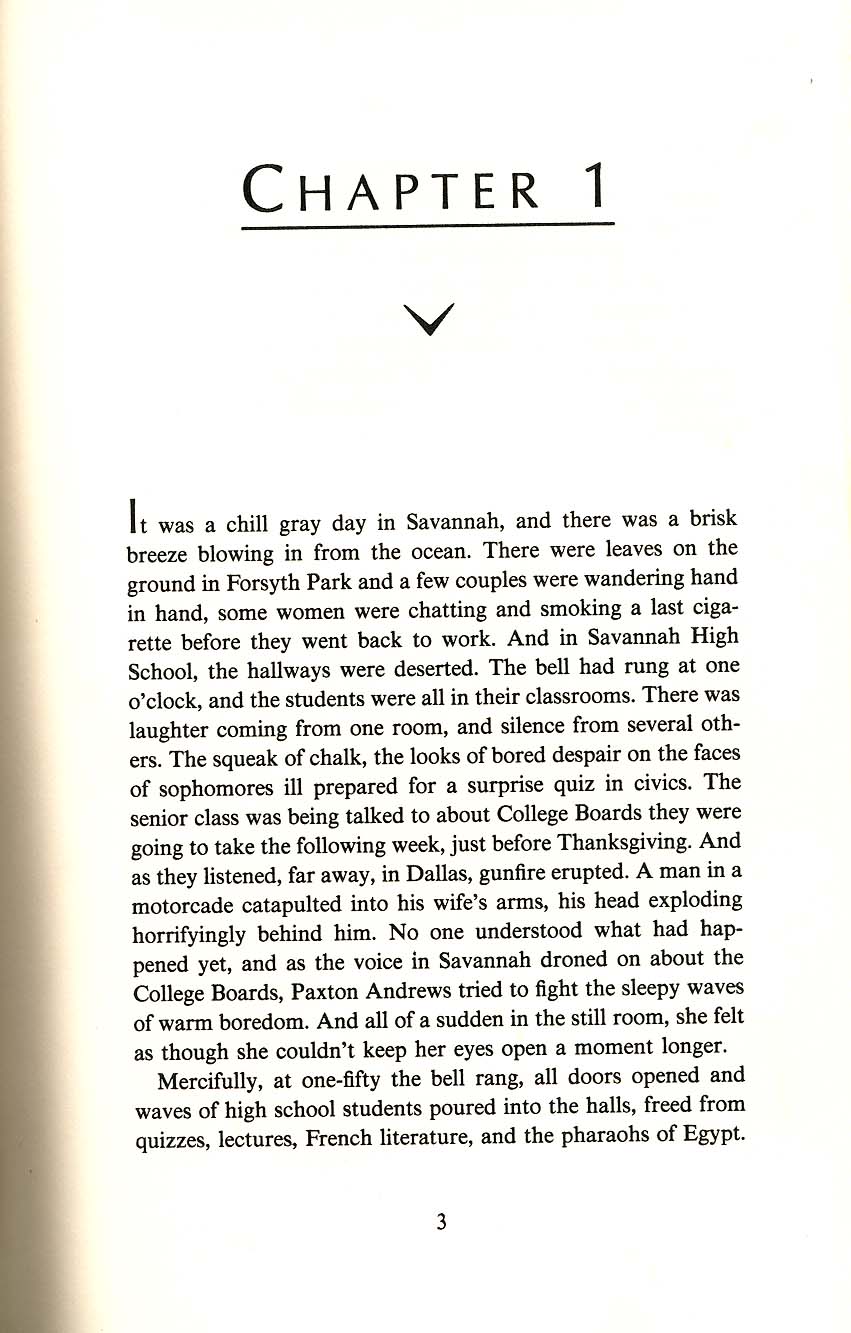 CHAPTER 1
It was a chill gray day in Savannah, and there was a brisk
breeze blowing in from the ocean. There were leaves on the
ground in Forsyth Park and a few couples were wandering hand
in hand, some women were chatting and smoking a last ciga-
rette before they went back to work. And in Savannah High
School, the hallways were deserted. The bell had rung at one
o'clock, and the students were all in their classrooms. There was
laughter coming from one room, and silence from several oth-
ers. The squeak of chalk, the looks of bored despair on the faces
of sophomores ill prepared for a surprise quiz in civics. The
senior class was being talked to about College Boards they were
going to take the following week, just before Thanksgiving. And
as they listened, far away, in Dallas, gunfire erupted. A man in a
motorcade catapulted into his wife's arms, his head exploding
horrifyingly behind him. No one understood what had hap-
pened yet, and as the voice in Savannah droned on about the
College Boards, Paxton Andrews tried to fight the sleepy waves
of warm boredom. And all of a sudden in the still room, she felt
as though she couldn't keep her eyes open a moment longer.
Mercifully, at one-fifty the bell rang, all doors opened and
waves of high school students poured into the halls, freed from
quizzes, lectures, French literature, and the pharaohs of Egypt.
3